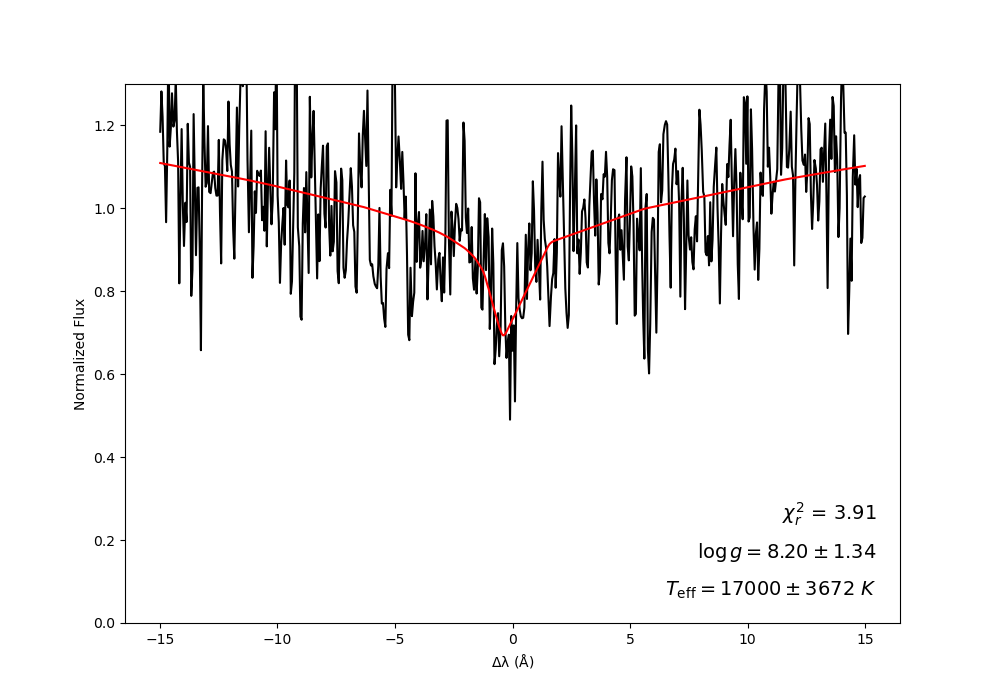 1.2
1.0
0.8
0.6
0.4
0.2
0.0
Normalized Flux
χ²ᵣ = 3.91
log g = 8.20 ± 1.34
T_eff = 17000 ± 3672 K
−15 −10 −5 0 5 10 15
Δλ (Å)